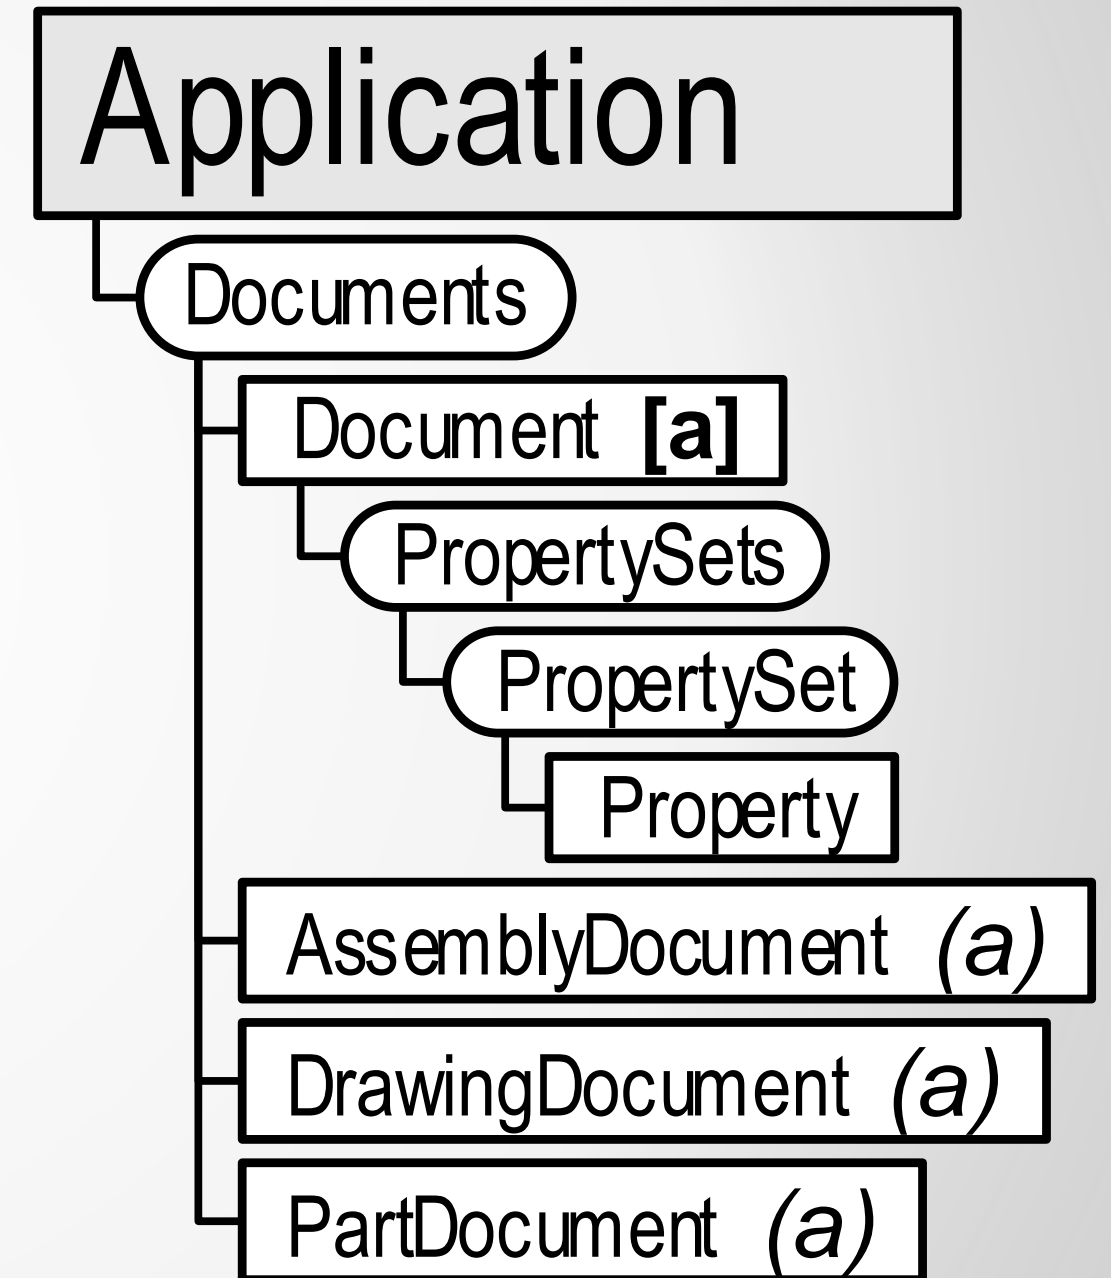 Application
Documents
Document [a]
PropertySets
PropertySet
Property
AssemblyDocument (a)
DrawingDocument (a)
PartDocument (a)